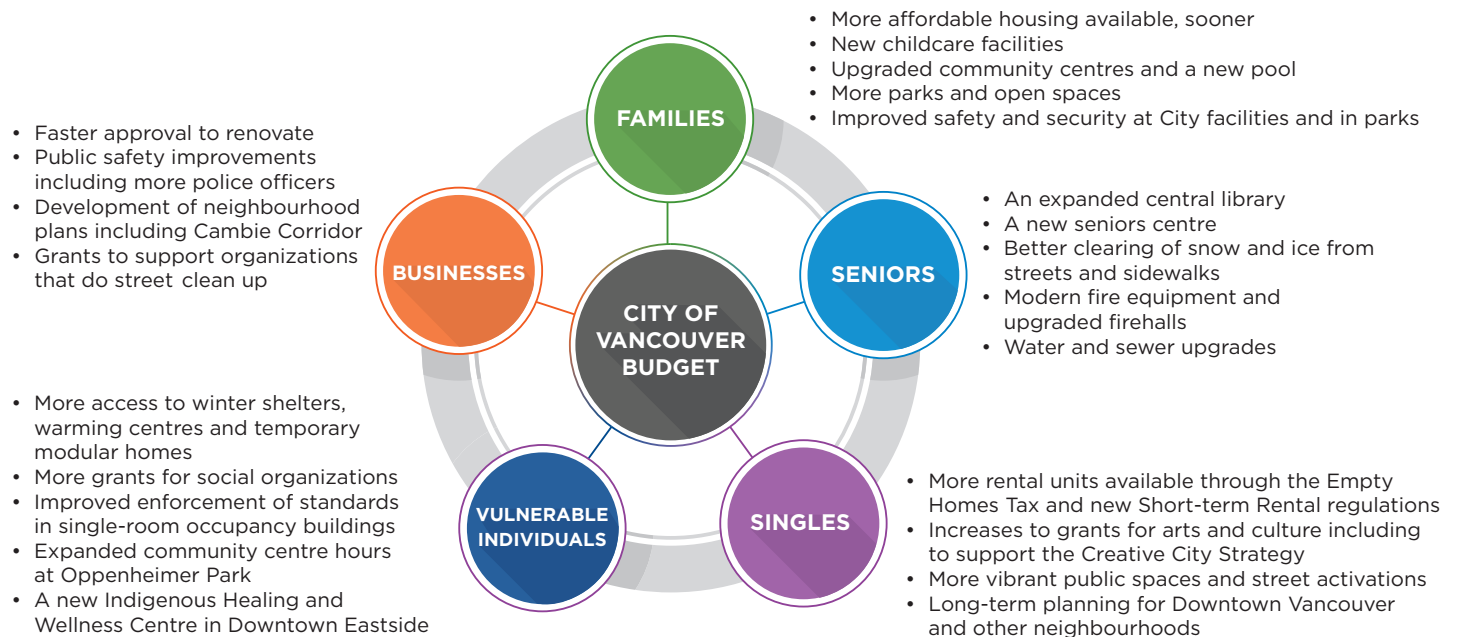 FAMILIES
• More affordable housing available, sooner
• New childcare facilities
• Upgraded community centres and a new pool
• More parks and open spaces
• Improved safety and security at City facilities and in parks
BUSINESSES
• Faster approval to renovate
• Public safety improvements
including more police officers
• Development of neighbourhood
plans including Cambie Corridor
• Grants to support organizations
that do street clean up
CITY OF
VANCOUVER
BUDGET
SENIORS
• An expanded central library
• A new seniors centre
• Better clearing of snow and ice from
streets and sidewalks
• Modern fire equipment and
upgraded firehalls
• Water and sewer upgrades
VULNERABLE
INDIVIDUALS
• More access to winter shelters,
warming centres and temporary
modular homes
• More grants for social organizations
• Improved enforcement of standards
in single-room occupancy buildings
• Expanded community centre hours
at Oppenheimer Park
• A new Indigenous Healing and
Wellness Centre in Downtown Eastside
SINGLES
• More rental units available through the Empty
Homes Tax and new Short-term Rental regulations
• Increases to grants for arts and culture including
to support the Creative City Strategy
• More vibrant public spaces and street activations
• Long-term planning for Downtown Vancouver
and other neighbourhoods